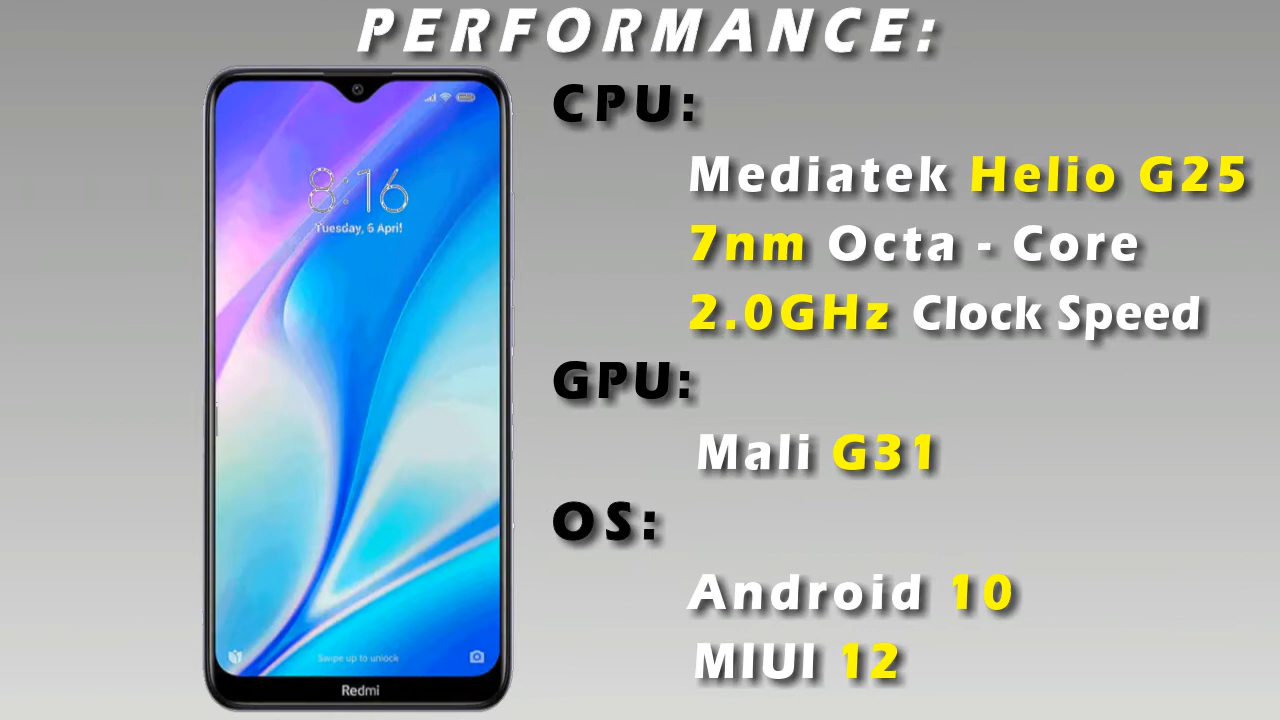 PERFORMANCE:
CPU:
Mediatek Helio G25
7nm Octa - Core
2.0GHz Clock Speed
GPU:
Mali G31
OS:
Android 10
MIUI 12
8:16
Tuesday, 6 April
Swipe up to unlock
Redmi